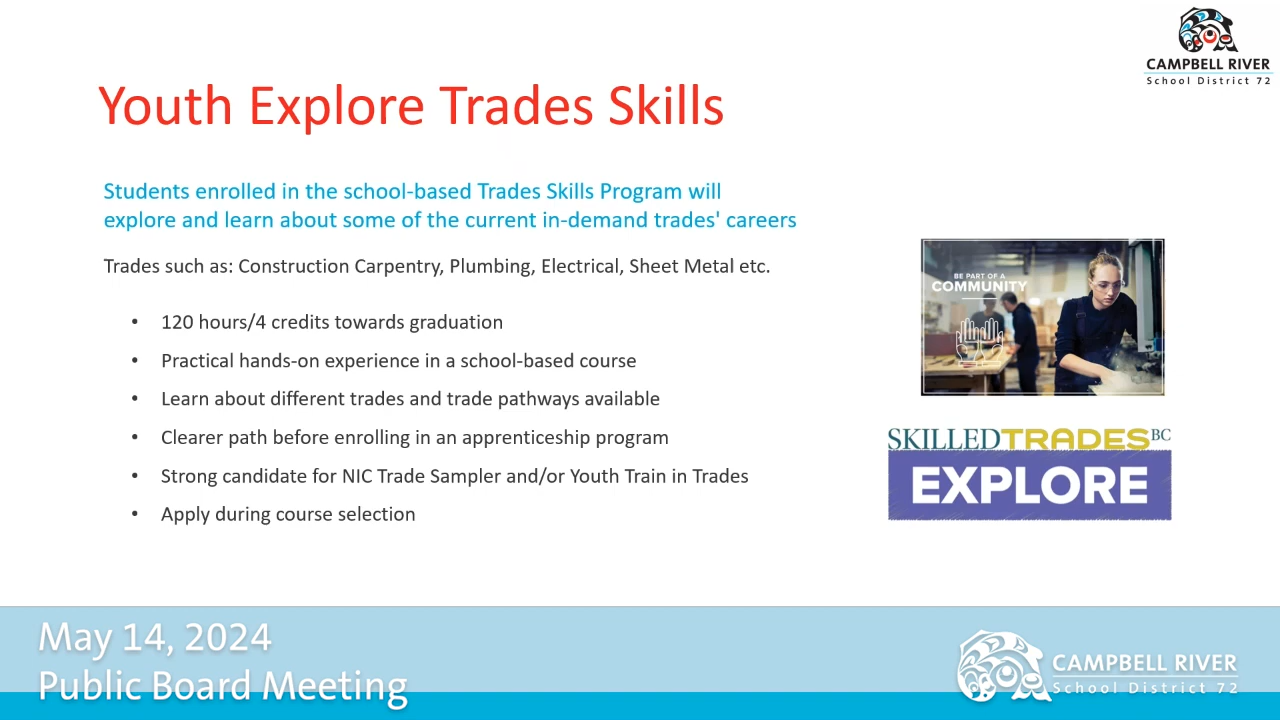 CAMPBELL RIVER
School District 72
Youth Explore Trades Skills
Students enrolled in the school-based Trades Skills Program will
explore and learn about some of the current in-demand trades' careers
Trades such as: Construction Carpentry, Plumbing, Electrical, Sheet Metal etc.
• 120 hours/4 credits towards graduation
• Practical hands-on experience in a school-based course
• Learn about different trades and trade pathways available
• Clearer path before enrolling in an apprenticeship program
• Strong candidate for NIC Trade Sampler and/or Youth Train in Trades
• Apply during course selection
BE PART OF A
COMMUNITY
SKILLEDTRADESBC
EXPLORE
May 14, 2024
Public Board Meeting
CAMPBELL RIVER
School District 72